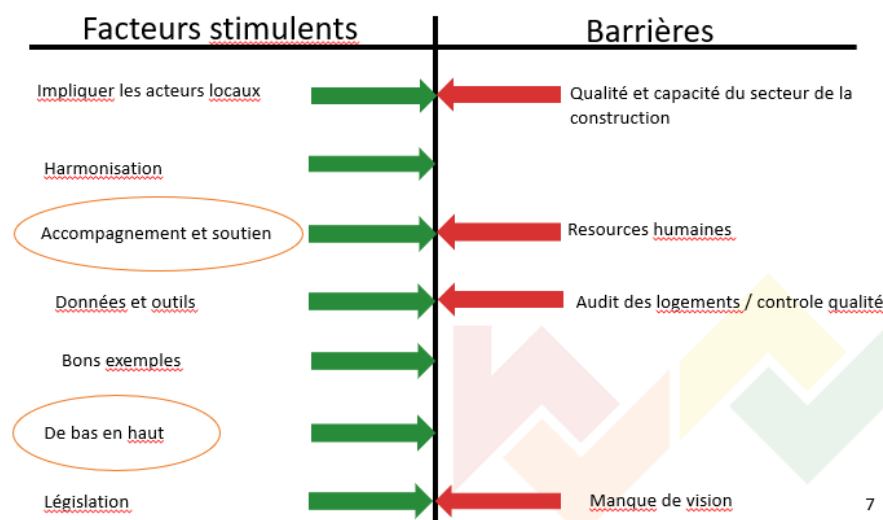 Facteurs stimulents
Barrières
Impliquer les acteurs locaux
Qualité et capacité du secteur de la
construction
Harmonisation
Accompagnement et soutien
Resources humaines
Données et outils
Audit des logements / controle qualité
Bons exemples
De bas en haut
Législation
Manque de vision
7